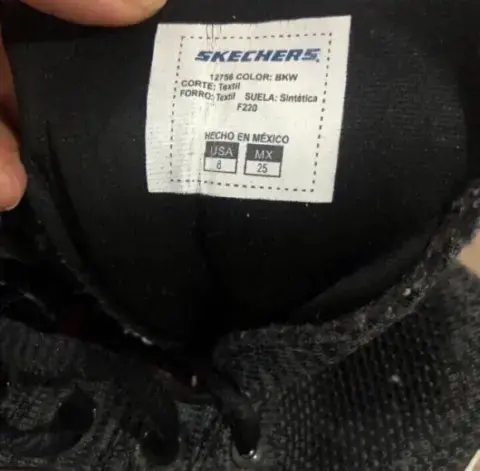 SKECHERS
12756 COLOR: BKW
CORTE: Textil
FORRO: Textil SUELA: Sintética
F220
HECHO EN MÉXICO
USA MX
8 25